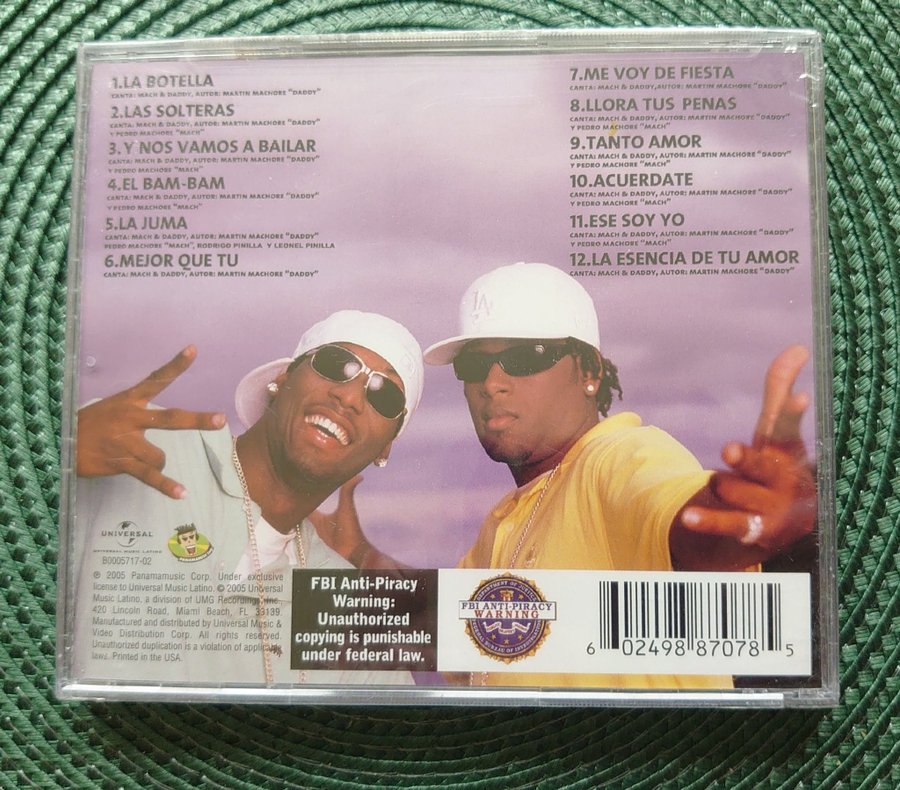 1.LA BOTELLA
CANTA: MACH & DADDY, AUTOR: MARTIN MACHORE "DADDY"
2.LAS SOLTERAS
CANTA: MACH & DADDY, AUTOR: MARTIN MACHORE "DADDY"
Y PEDRO MACHORE "MACH"
3.Y NOS VAMOS A BAILAR
CANTA: MACH & DADDY, AUTOR: MARTIN MACHORE "DADDY"
Y PEDRO MACHORE "MACH"
4.EL BAM-BAM
CANTA: MACH & DADDY, AUTOR: MARTIN MACHORE "DADDY"
Y PEDRO MACHORE "MACH"
5.LA JUMA
CANTA: MACH & DADDY, AUTOR: MARTIN MACHORE "DADDY"
PEDRO MACHORE "MACH", RODRIGO PINILLA Y LEONEL PINILLA
6.MEJOR QUE TU
CANTA: MACH & DADDY, AUTOR: MARTIN MACHORE "DADDY"
7.ME VOY DE FIESTA
CANTA: MACH & DADDY, AUTOR: MARTIN MACHORE "DADDY"
8.LLORA TUS PENAS
CANTA: MACH & DADDY, AUTOR: MARTIN MACHORE "DADDY"
Y PEDRO MACHORE "MACH"
9.TANTO AMOR
CANTA: MACH & DADDY, AUTOR: MARTIN MACHORE "DADDY"
Y PEDRO MACHORE "MACH"
10.ACUERDATE
CANTA: MACH & DADDY, AUTOR: MARTIN MACHORE "DADDY"
Y PEDRO MACHORE "MACH"
11.ESE SOY YO
CANTA: MACH & DADDY, AUTOR: MARTIN MACHORE "DADDY"
Y PEDRO MACHORE "MACH"
12.LA ESENCIA DE TU AMOR
CANTA: MACH & DADDY, AUTOR: MARTIN MACHORE "DADDY"
LA
UNIVERSAL
UNIVERSAL MUSIC LATINO
B0005717-02
℗ 2005 Panamamusic Corp. Under exclusive
license to Universal Music Latino. © 2005 Universal
Music Latino, a division of UMG Recordings, Inc.
420 Lincoln Road, Miami Beach, FL 33139.
Manufactured and distributed by Universal Music &
Video Distribution Corp. All rights reserved.
Unauthorized duplication is a violation of applicable
laws. Printed in the USA.
FBI Anti-Piracy
Warning:
Unauthorized
copying is punishable
under federal law.
DEPARTMENT OF JUSTICE
FBI ANTI-PIRACY
WARNING
FEDERAL BUREAU OF INVESTIGATION
6 02498 87078 5